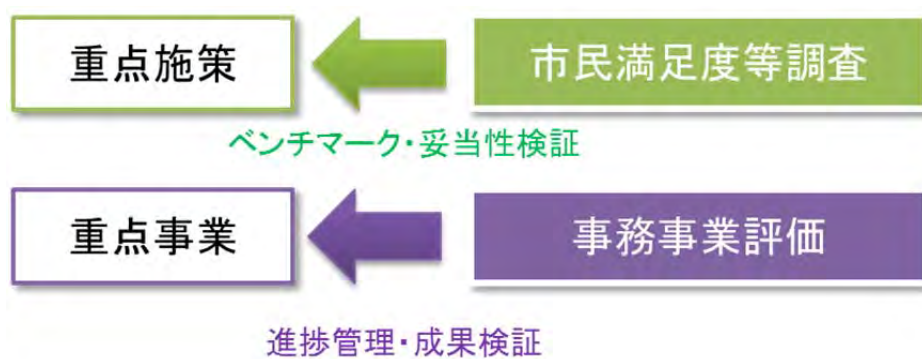 重点施策
市民満足度等調査
ベンチマーク・妥当性検証
重点事業
事務事業評価
進捗管理・成果検証